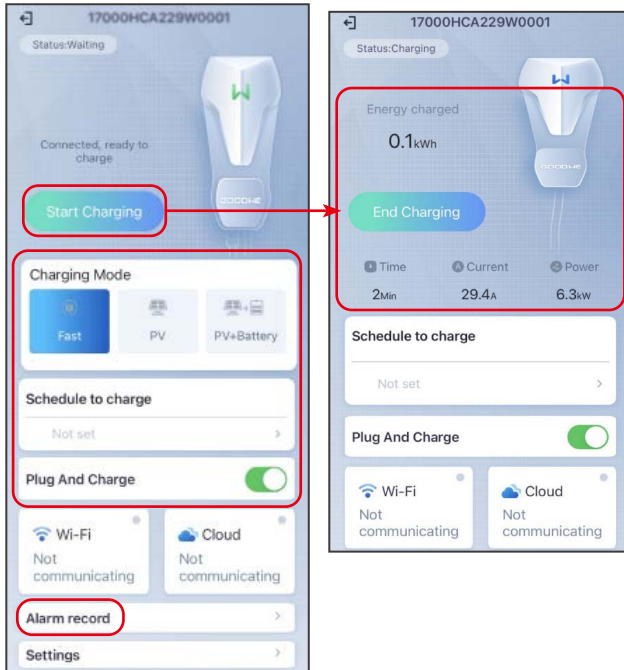 17000HCA229W0001
Status:Waiting
Connected, ready to
charge
GOODWE
Start Charging
Charging Mode
Fast
PV
PV+Battery
Schedule to charge
Not set
Plug And Charge
Wi-Fi
Not
communicating
Cloud
Not
communicating
Alarm record
Settings
17000HCA229W0001
Status:Charging
Energy charged
0.1kWh
GOODWE
End Charging
Time
Current
Power
2Min
29.4A
6.3kW
Schedule to charge
Not set
Plug And Charge
Wi-Fi
Not
communicating
Cloud
Not
communicating